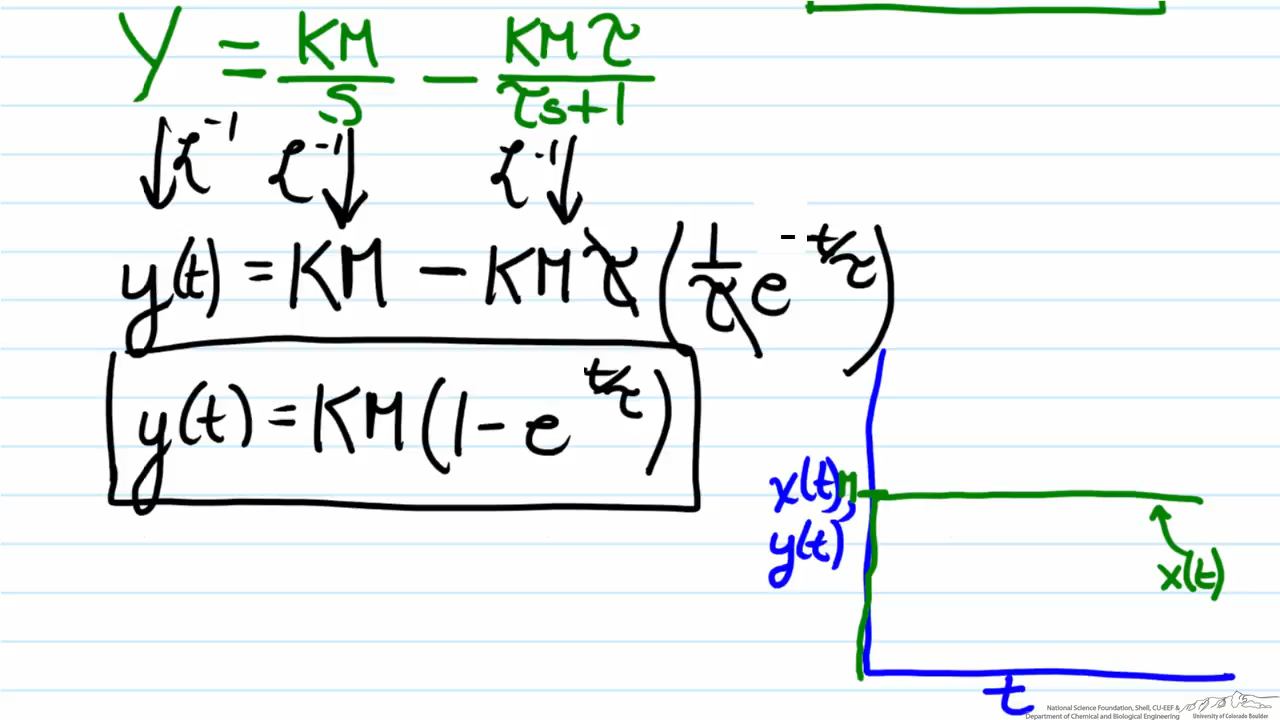 Y = KM/s − KMτ/(τs+1)
↓ℒ⁻¹ ℒ⁻¹↓ ℒ⁻¹↓
y(t) = KM − KMτ (1/τ e^(-t/τ))
y(t) = KM(1 − e^(t/τ))
x(t), M
y(t)
x(t)
t
National Science Foundation, Shell, CU-EEF &
Department of Chemical and Biological Engineering
University of Colorado Boulder